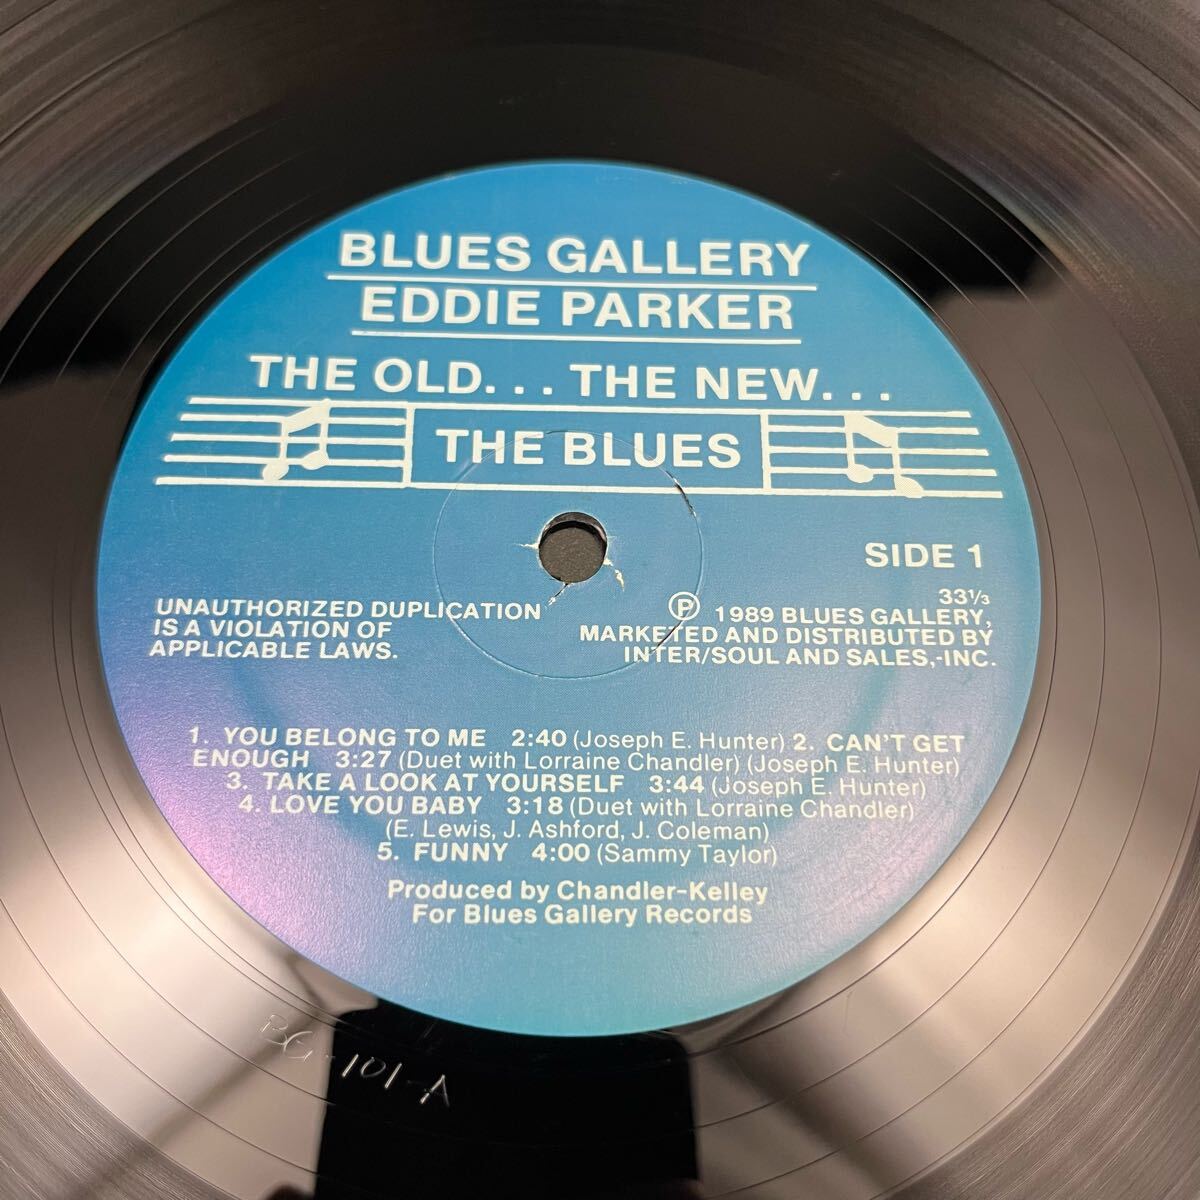 BLUES GALLERY
EDDIE PARKER
THE OLD. . . THE NEW. . .
THE BLUES
SIDE 1
33⅓
UNAUTHORIZED DUPLICATION
IS A VIOLATION OF
APPLICABLE LAWS.
Ⓟ 1989 BLUES GALLERY,
MARKETED AND DISTRIBUTED BY
INTER/SOUL AND SALES,-INC.
1. YOU BELONG TO ME 2:40 (Joseph E. Hunter) 2. CAN'T GET
ENOUGH 3:27 (Duet with Lorraine Chandler) (Joseph E. Hunter)
3. TAKE A LOOK AT YOURSELF 3:44 (Joseph E. Hunter)
4. LOVE YOU BABY 3:18 (Duet with Lorraine Chandler)
(E. Lewis, J. Ashford, J. Coleman)
5. FUNNY 4:00 (Sammy Taylor)
Produced by Chandler-Kelley
For Blues Gallery Records
BG-101-A